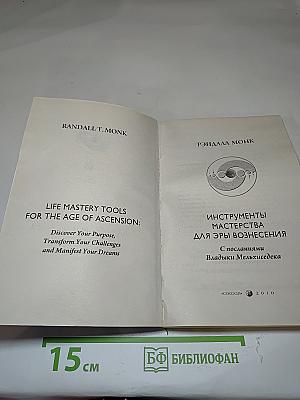 RANDALL T. MONK
LIFE MASTERY TOOLS
FOR THE AGE OF ASCENSION:
Discover Your Purpose,
Transform Your Challenges
and Manifest Your Dreams
РЭНДАЛЛ МОНК
ИНСТРУМЕНТЫ
МАСТЕРСТВА
ДЛЯ ЭРЫ ВОЗНЕСЕНИЯ
С посланиями
Владыки Мельхиседека
2010
15 см
БФ БИБЛИОФАН